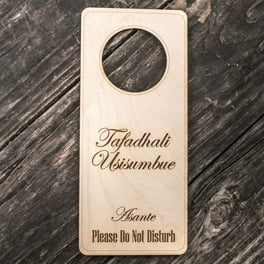 Tafadhali
Usisumbue
Asante
Please Do Not Disturb